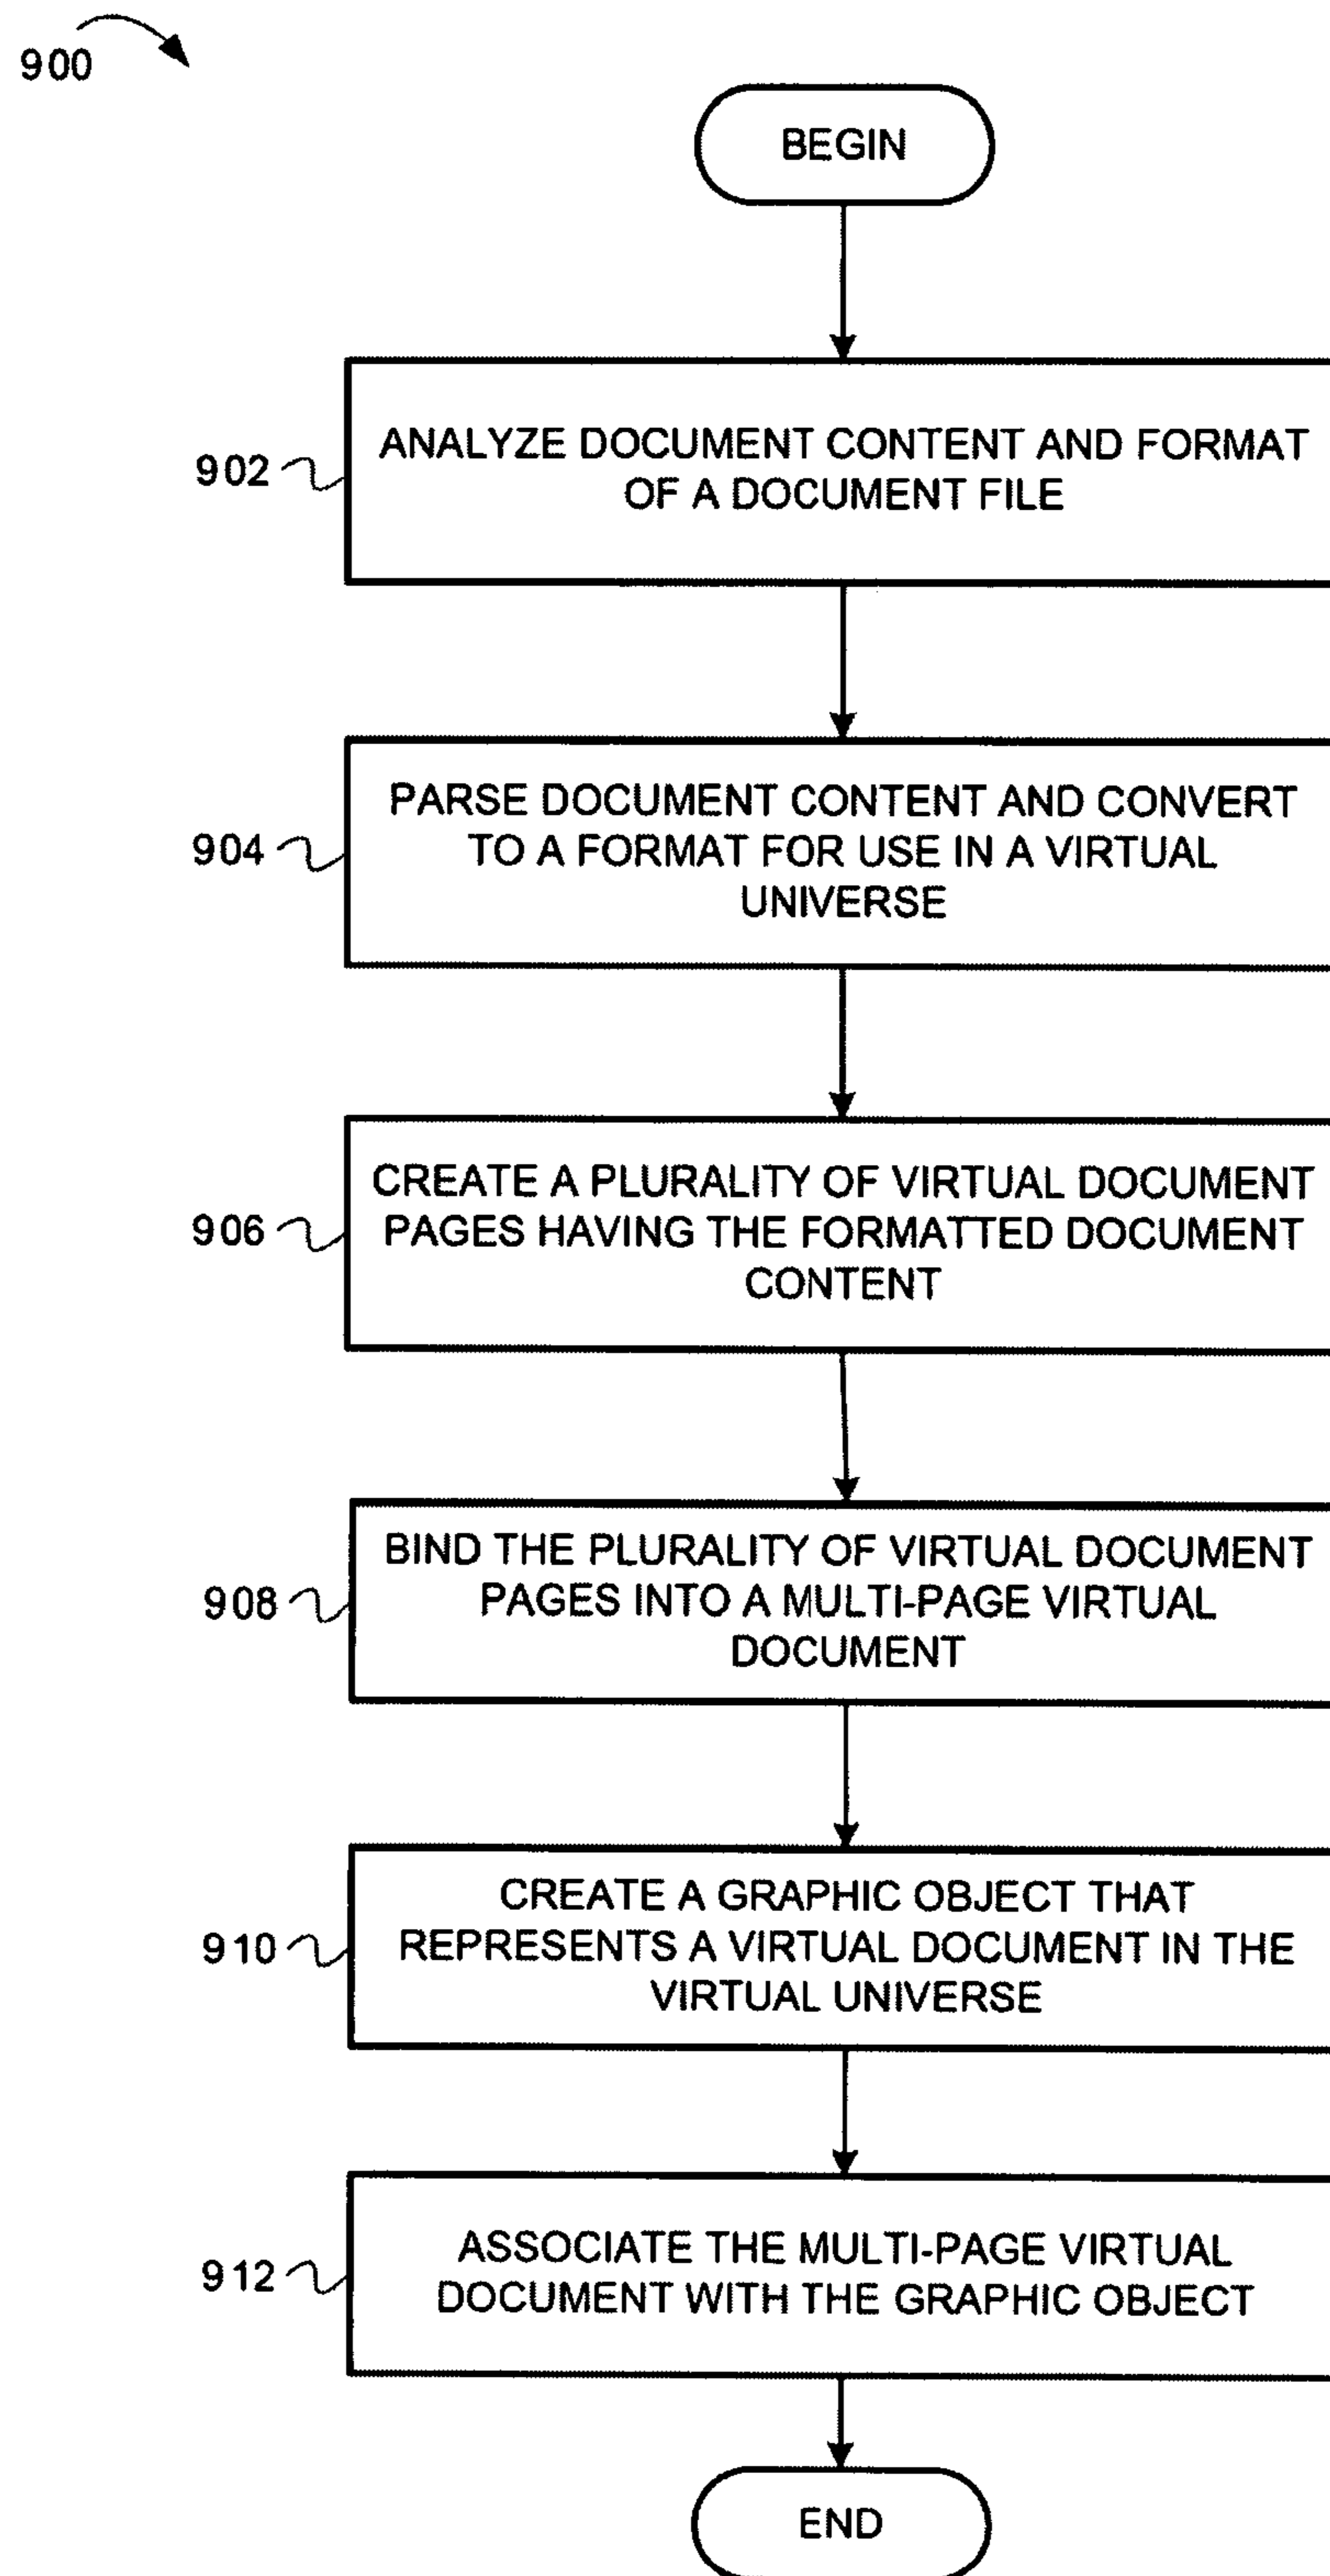 900
BEGIN
902
ANALYZE DOCUMENT CONTENT AND FORMAT
OF A DOCUMENT FILE
904
PARSE DOCUMENT CONTENT AND CONVERT
TO A FORMAT FOR USE IN A VIRTUAL
UNIVERSE
906
CREATE A PLURALITY OF VIRTUAL DOCUMENT
PAGES HAVING THE FORMATTED DOCUMENT
CONTENT
908
BIND THE PLURALITY OF VIRTUAL DOCUMENT
PAGES INTO A MULTI-PAGE VIRTUAL
DOCUMENT
910
CREATE A GRAPHIC OBJECT THAT
REPRESENTS A VIRTUAL DOCUMENT IN THE
VIRTUAL UNIVERSE
912
ASSOCIATE THE MULTI-PAGE VIRTUAL
DOCUMENT WITH THE GRAPHIC OBJECT
END